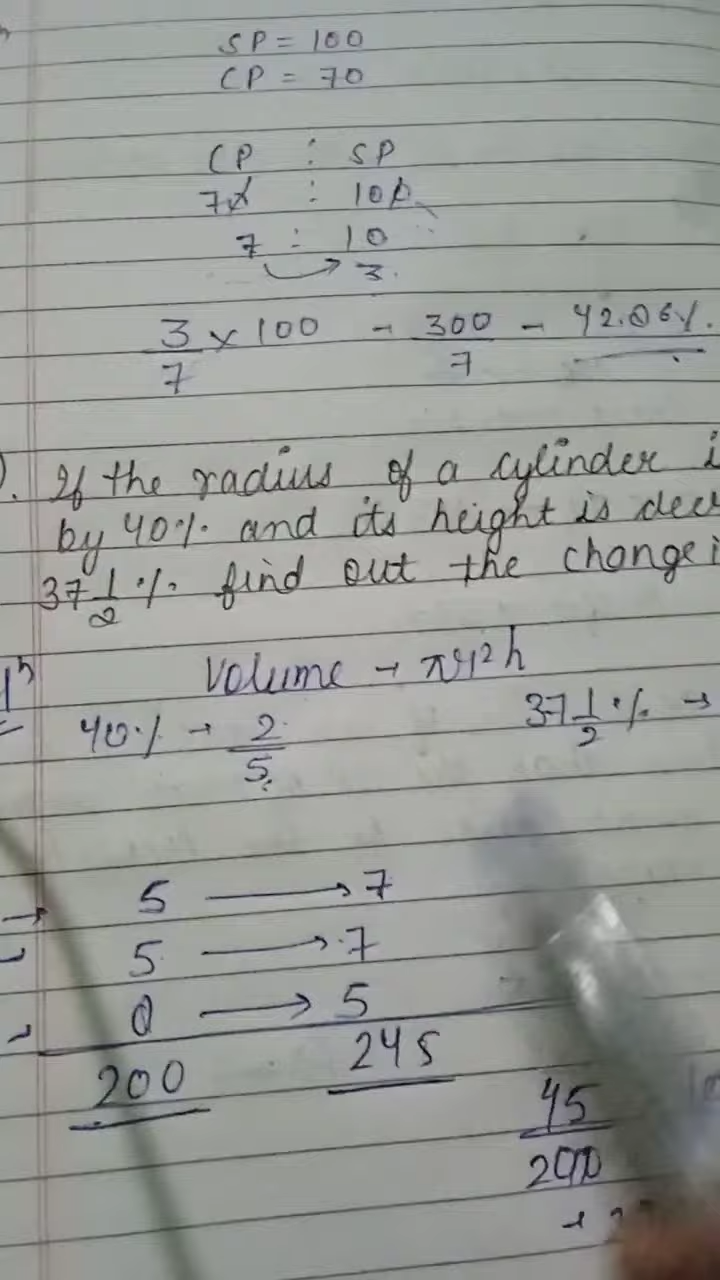 SP = 100
CP = 70
CP : SP
70 : 100
7 : 10
3.
3/7 × 100 - 300/7 - 42.86%.
If the radius of a cylinder
by 40% and its height is
37 1/2 % find out the change
Volume → πr²h
40% → 2/5
37 1/2 % →
5 → 7
5 → 7
8 → 5
200 245
45/200